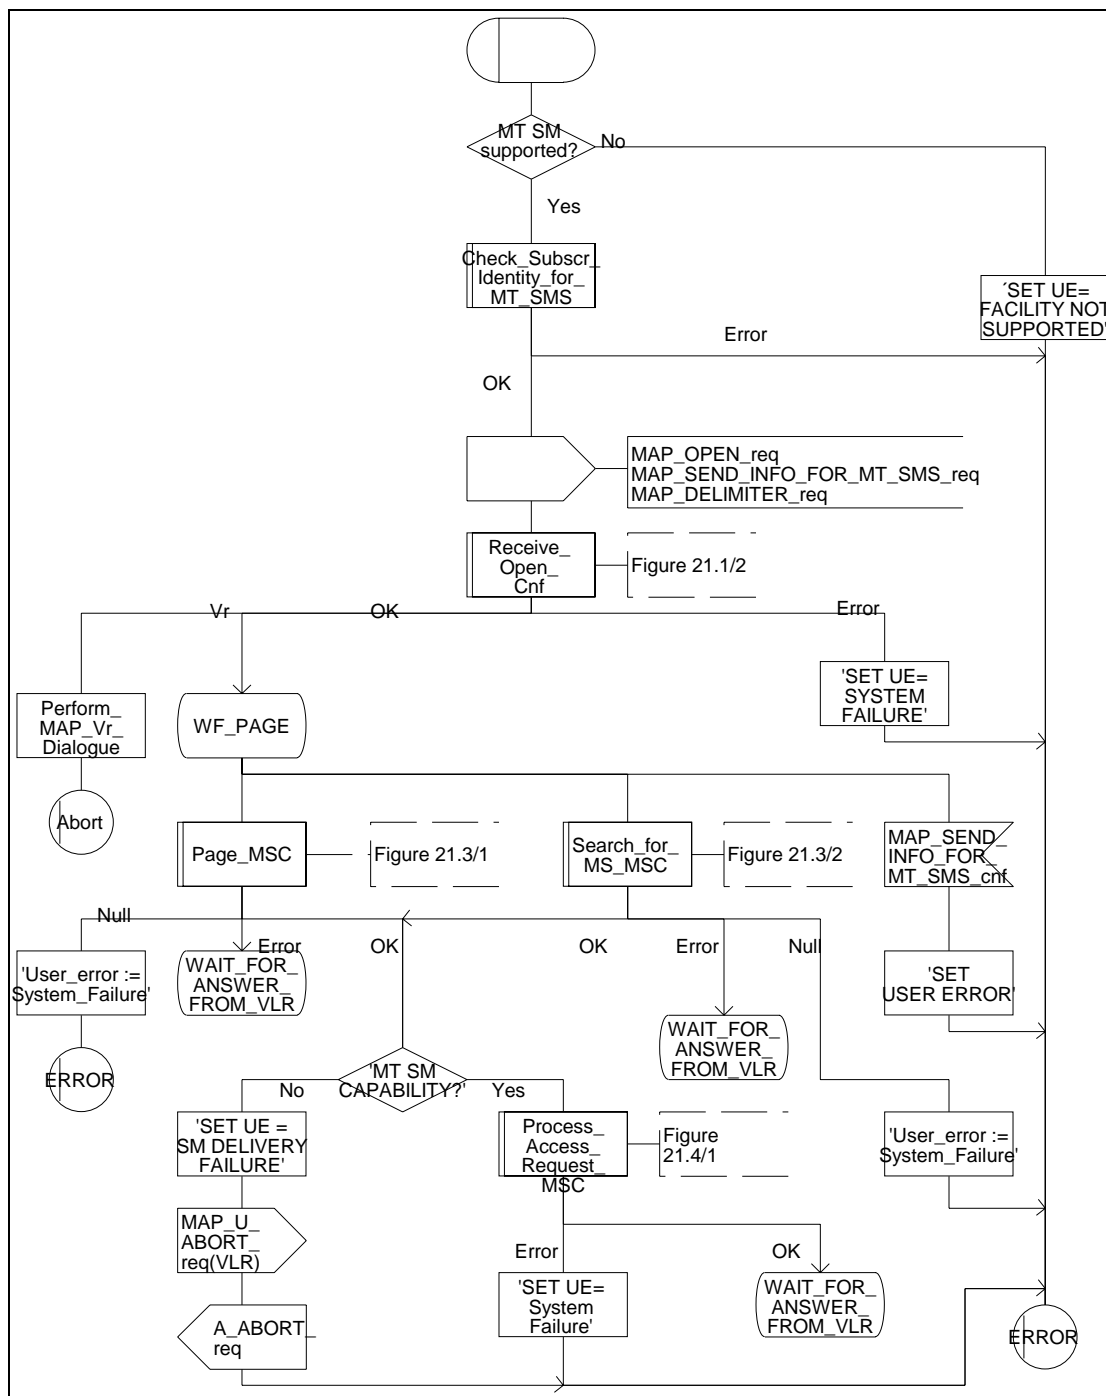 MT SM
supported?
No
Yes
Check_Subscr_
Identity_for_
MT_SMS
´SET UE=
FACILITY NOT
SUPPORTED'
Error
OK
MAP_OPEN_req
MAP_SEND_INFO_FOR_MT_SMS_req
MAP_DELIMITER_req
Receive_
Open_
Cnf
Figure 21.1/2
Vr
OK
Error
'SET UE=
SYSTEM
FAILURE'
Perform_
MAP_Vr_
Dialogue
WF_PAGE
Abort
Page_MSC
Figure 21.3/1
Search_for_
MS_MSC
Figure 21.3/2
MAP_SEND_
INFO_FOR_
MT_SMS_cnf
Null
Error
OK
OK
Error
Null
'User_error :=
System_Failure'
WAIT_FOR_
ANSWER_
FROM_VLR
'SET
USER ERROR'
WAIT_FOR_
ANSWER_
FROM_VLR
ERROR
'MT SM
CAPABILITY?'
No
Yes
'SET UE =
SM DELIVERY
FAILURE'
Process_
Access_
Request_
MSC
Figure
21.4/1
'User_error :=
System_Failure'
MAP_U_
ABORT_
req(VLR)
Error
OK
'SET UE=
System
Failure'
WAIT_FOR_
ANSWER_
FROM_VLR
A_ABORT_
req
ERROR